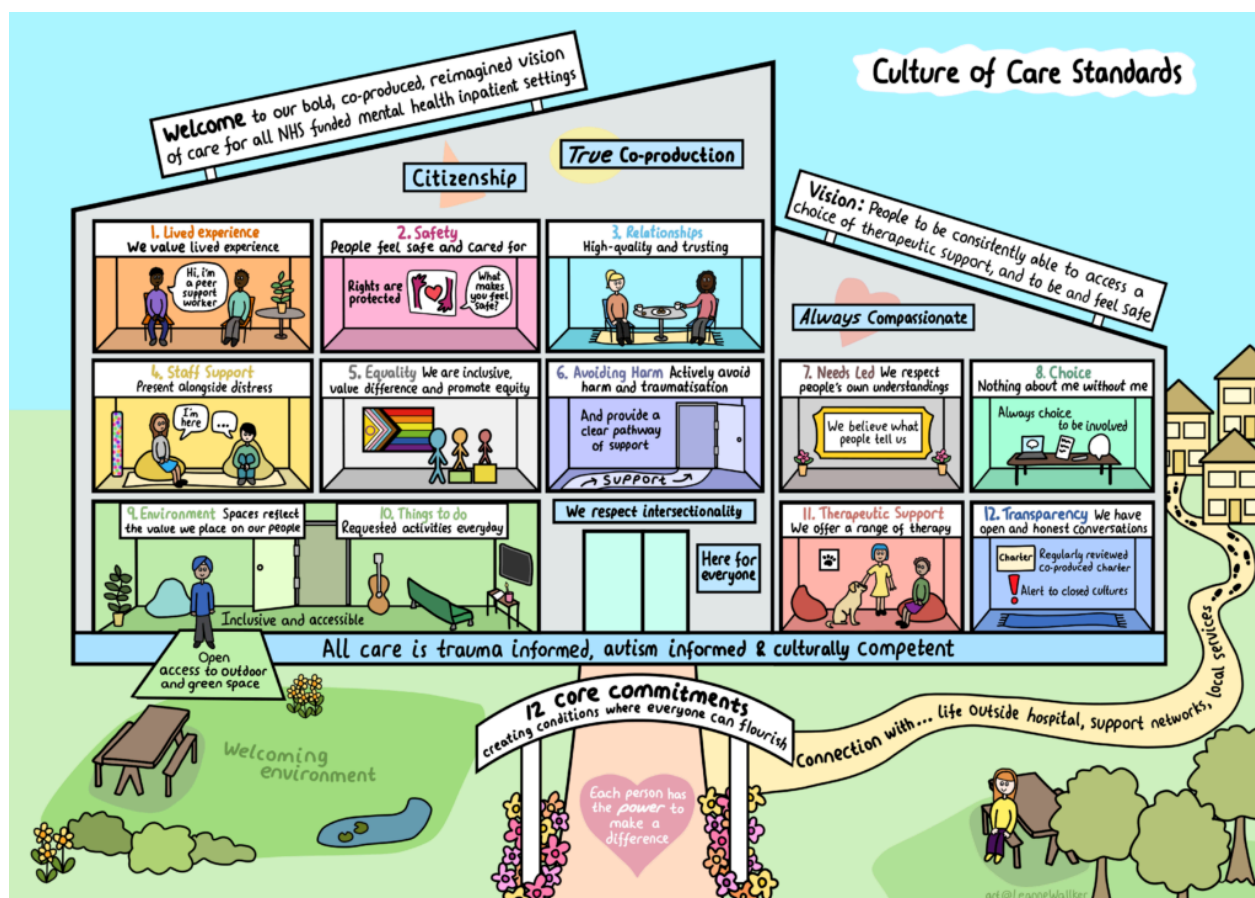 Culture of Care Standards
Welcome to our bold, co-produced, reimagined vision
of care for all NHS funded mental health inpatient settings
True Co-production
Citizenship
Vision: People to be consistently able to access a
choice of therapeutic support, and to be and feel safe
Always Compassionate
1. Lived experience
We value lived experience
Hi, i'm
a peer
support
worker
2. Safety
People feel safe and cared for
Rights are
protected
What
makes
you feel
safe?
3. Relationships
High-quality and trusting
4. Staff Support
Present alongside distress
I'm
here
...
5. Equality We are inclusive,
value difference and promote equity
6. Avoiding Harm Actively avoid
harm and traumatisation
And provide a
clear pathway
of support
→ Support →
7. Needs Led We respect
people's own understandings
We believe what
people tell us
8. Choice
Nothing about me without me
Always choice
to be involved
9. Environment Spaces reflect
the value we place on our people
10. Things to do
Requested activities everyday
Inclusive and accessible
Open
access to outdoor
and green space
We respect intersectionality
Here for
everyone
11. Therapeutic Support
We offer a range of therapy
12. Transparency We have
open and honest conversations
Charter
Regularly reviewed
co-produced charter
! Alert to closed cultures
All care is trauma informed, autism informed & culturally competent
12 core commitments
creating conditions where everyone can flourish
Connection with... life outside hospital, support networks, local services
Welcoming
environment
Each person has
the power to
make a
difference
@LeanneWallker